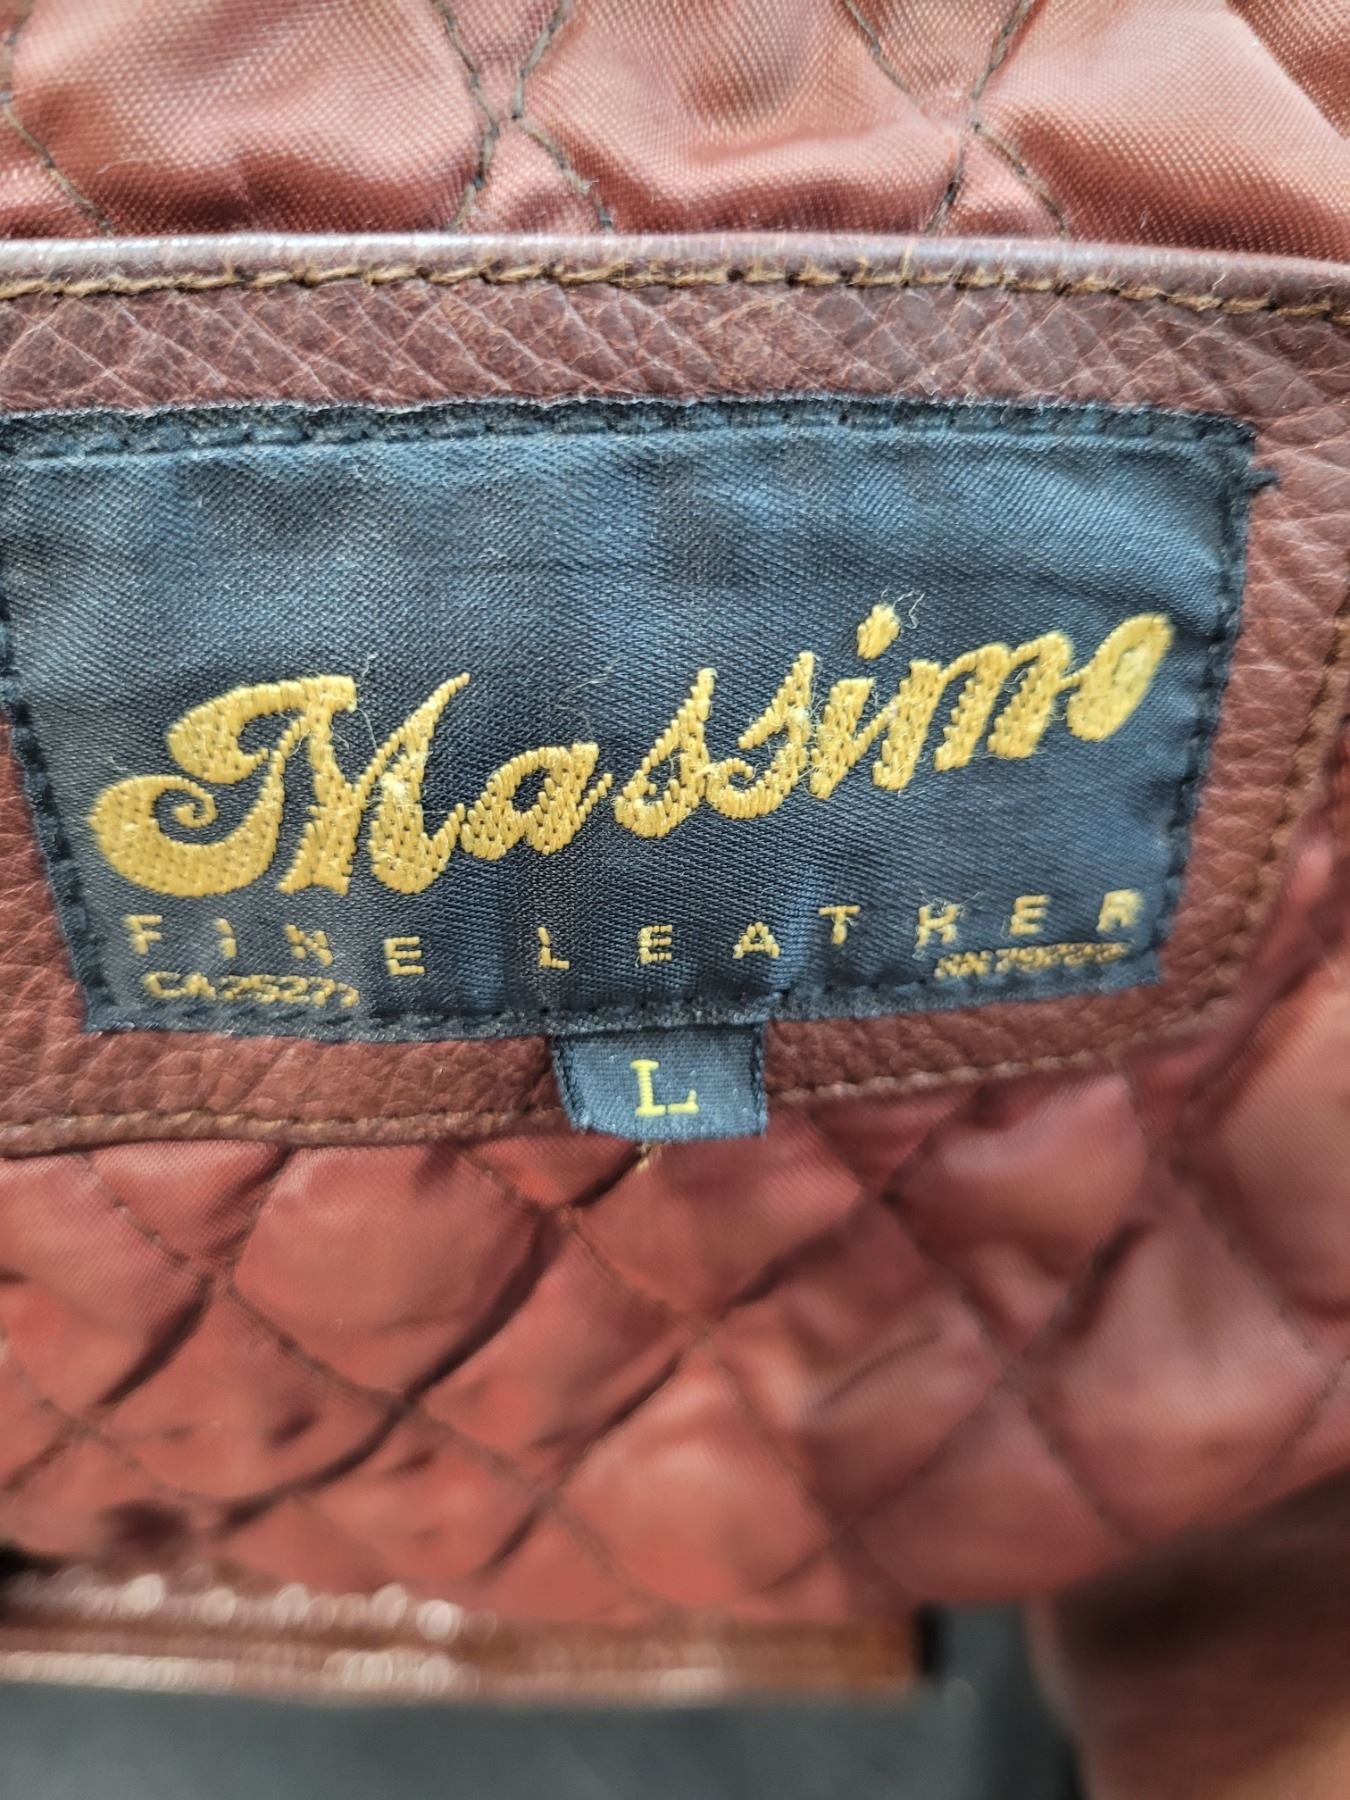 Massimo
FINE LEATHER
CA25277
L